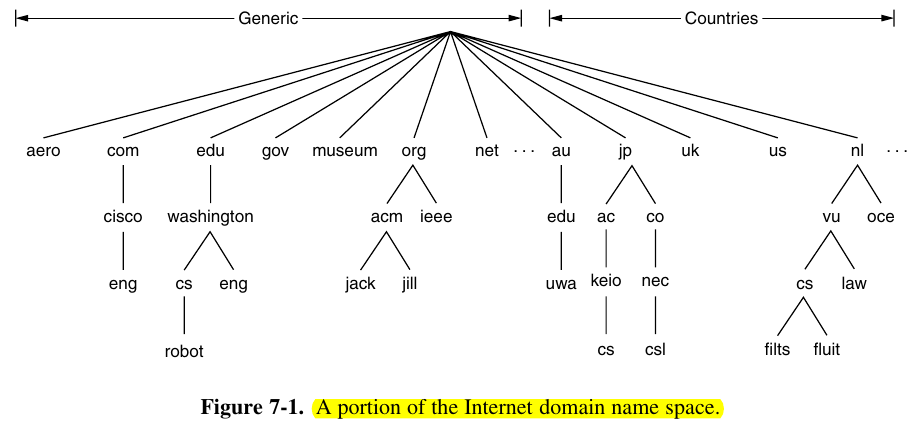 Generic Countries
aero com edu gov museum org net ··· au jp uk us nl ···
cisco washington acm ieee edu ac co vu oce
eng cs eng jack jill uwa keio nec cs law
robot cs csl filts fluit
Figure 7-1. A portion of the Internet domain name space.